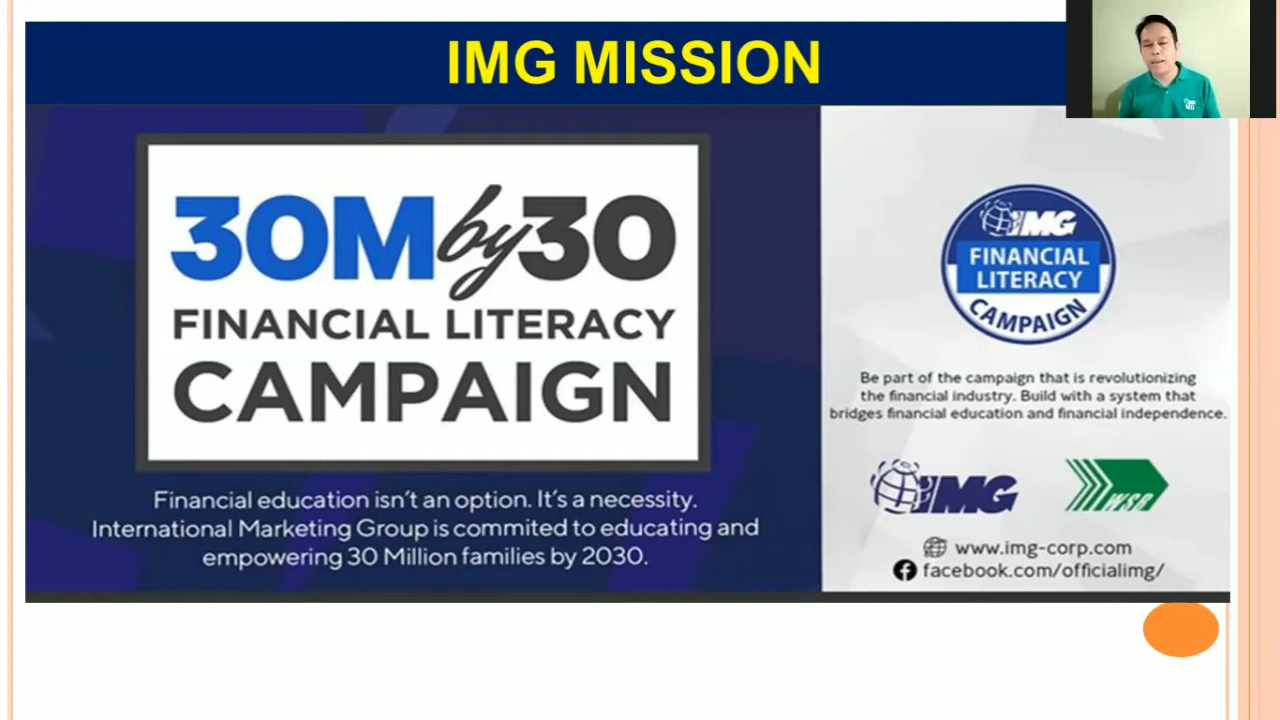 IMG MISSION
30M by 30
FINANCIAL LITERACY
CAMPAIGN
Financial education isn't an option. It's a necessity.
International Marketing Group is commited to educating and
empowering 30 Million families by 2030.
IMG
FINANCIAL
LITERACY
CAMPAIGN
Be part of the campaign that is revolutionizing
the financial industry. Build with a system that
bridges financial education and financial independence.
IMG
WSB
www.img-corp.com
facebook.com/officialimg/